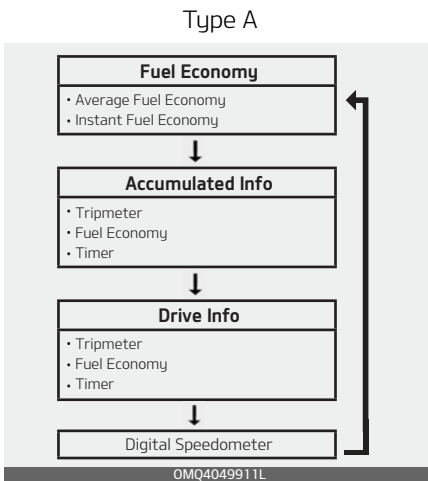 Type A
Fuel Economy
• Average Fuel Economy
• Instant Fuel Economy
Accumulated Info
• Tripmeter
• Fuel Economy
• Timer
Drive Info
• Tripmeter
• Fuel Economy
• Timer
Digital Speedometer
OMQ4049911L